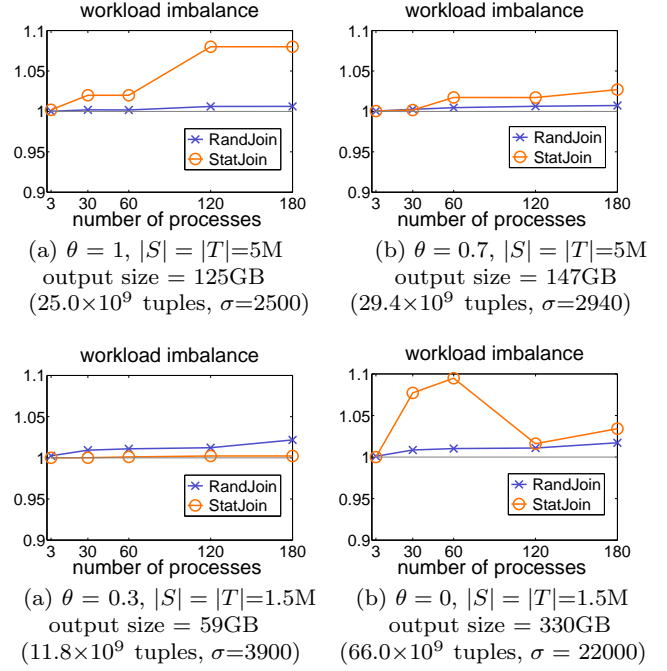 workload imbalance
1.1
1.05
1
0.95
0.9
3 30 60 120 180
number of processes
RandJoin
StatJoin
(a) θ = 1, |S| = |T|=5M
output size = 125GB
(25.0×10⁹ tuples, σ=2500)
workload imbalance
1.1
1.05
1
0.95
0.9
3 30 60 120 180
number of processes
RandJoin
StatJoin
(b) θ = 0.7, |S| = |T|=5M
output size = 147GB
(29.4×10⁹ tuples, σ=2940)
workload imbalance
1.1
1.05
1
0.95
0.9
3 30 60 120 180
number of processes
RandJoin
StatJoin
(a) θ = 0.3, |S| = |T|=1.5M
output size = 59GB
(11.8×10⁹ tuples, σ=3900)
workload imbalance
1.1
1.05
1
0.95
0.9
3 30 60 120 180
number of processes
RandJoin
StatJoin
(b) θ = 0, |S| = |T|=1.5M
output size = 330GB
(66.0×10⁹ tuples, σ = 22000)